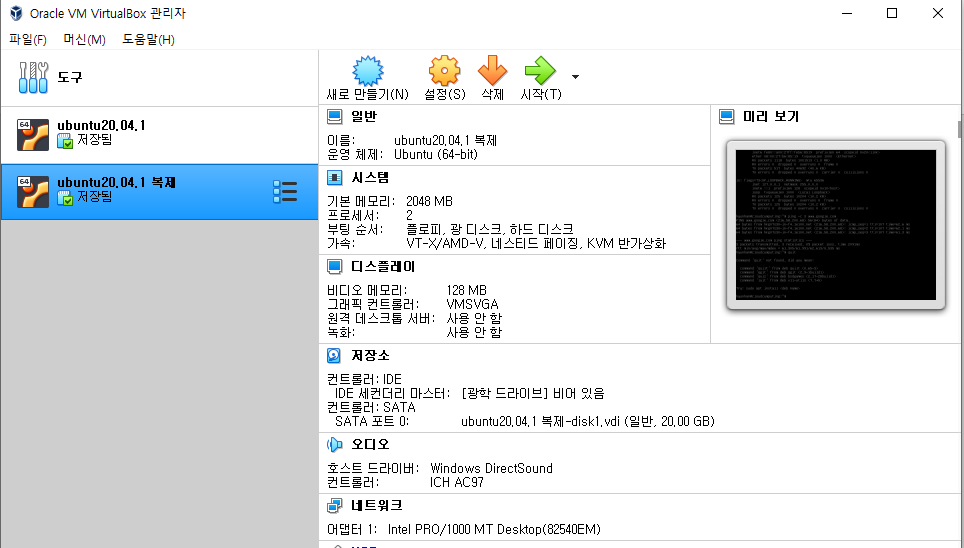 Oracle VM VirtualBox 관리자
파일(F) 머신(M) 도움말(H)
도구
새로 만들기(N) 설정(S) 삭제 시작(T)
64
ubuntu20.04.1
저장됨
64
ubuntu20.04.1 복제
저장됨
일반
이름: ubuntu20.04.1 복제
운영 체제: Ubuntu (64-bit)
시스템
기본 메모리: 2048 MB
프로세서: 2
부팅 순서: 플로피, 광 디스크, 하드 디스크
가속: VT-X/AMD-V, 네스티드 페이징, KVM 반가상화
디스플레이
비디오 메모리: 128 MB
그래픽 컨트롤러: VMSVGA
원격 데스크톱 서버: 사용 안 함
녹화: 사용 안 함
미리 보기
저장소
컨트롤러: IDE
IDE 세컨더리 마스터: [광학 드라이브] 비어 있음
컨트롤러: SATA
SATA 포트 0: ubuntu20.04.1 복제-disk1.vdi (일반, 20.00 GB)
오디오
호스트 드라이버: Windows DirectSound
컨트롤러: ICH AC97
네트워크
어댑터 1: Intel PRO/1000 MT Desktop(82540EM)